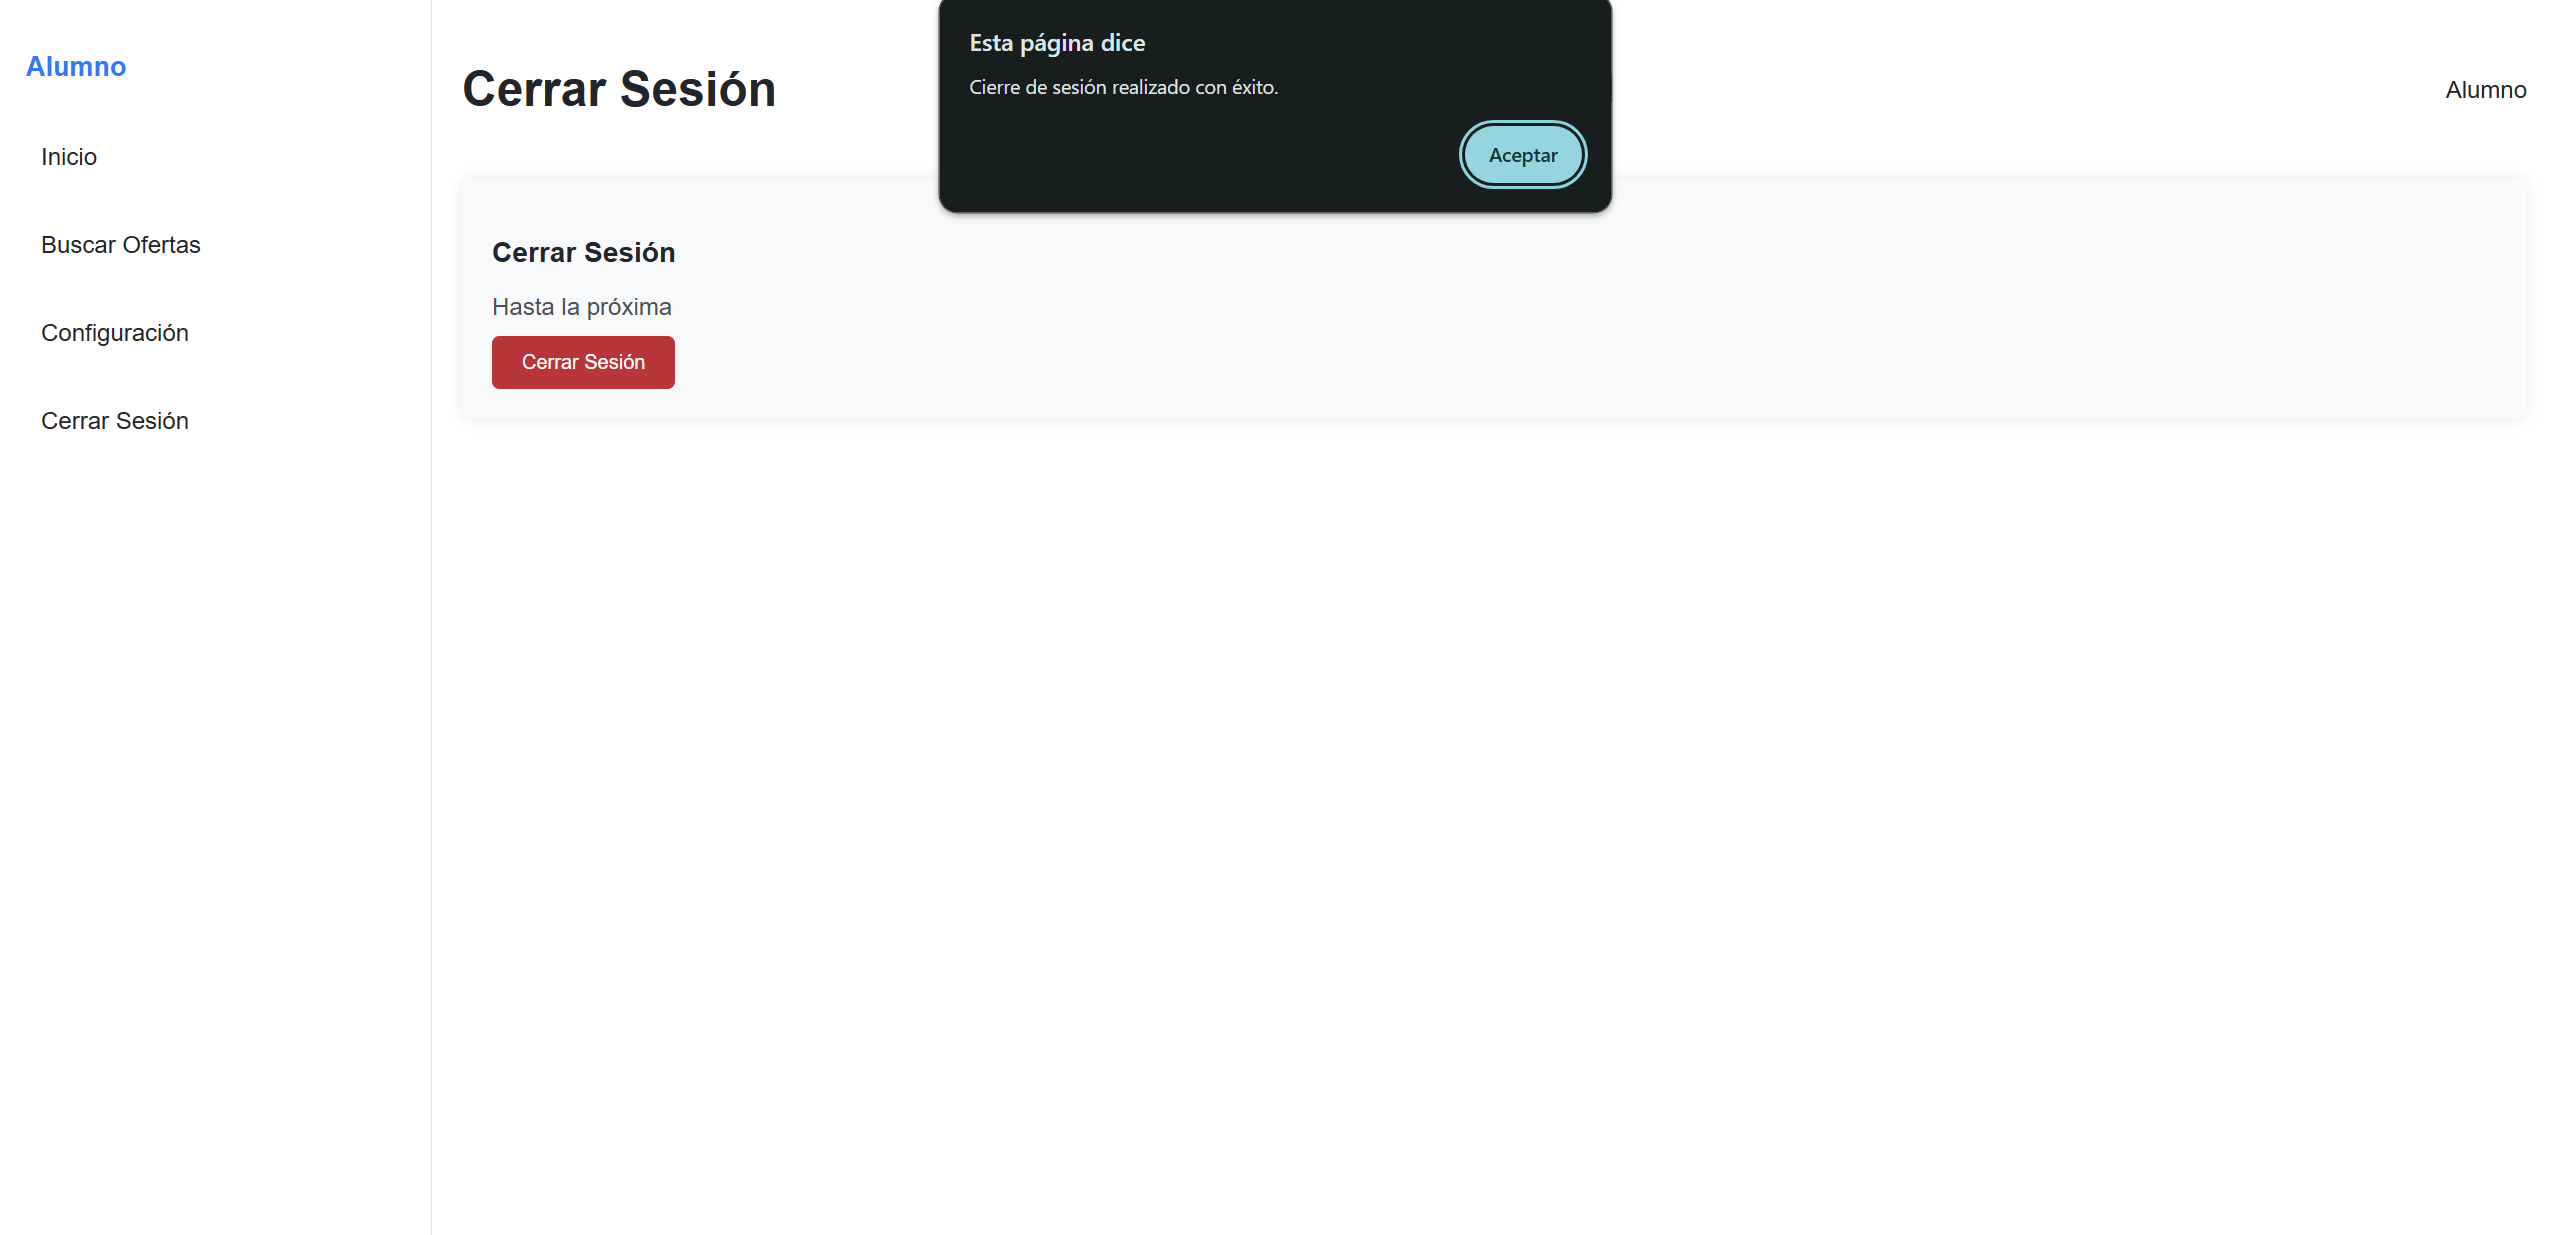 Alumno
Inicio
Buscar Ofertas
Configuración
Cerrar Sesión
Cerrar Sesión
Alumno
Esta página dice
Cierre de sesión realizado con éxito.
Aceptar
Cerrar Sesión
Hasta la próxima
Cerrar Sesión